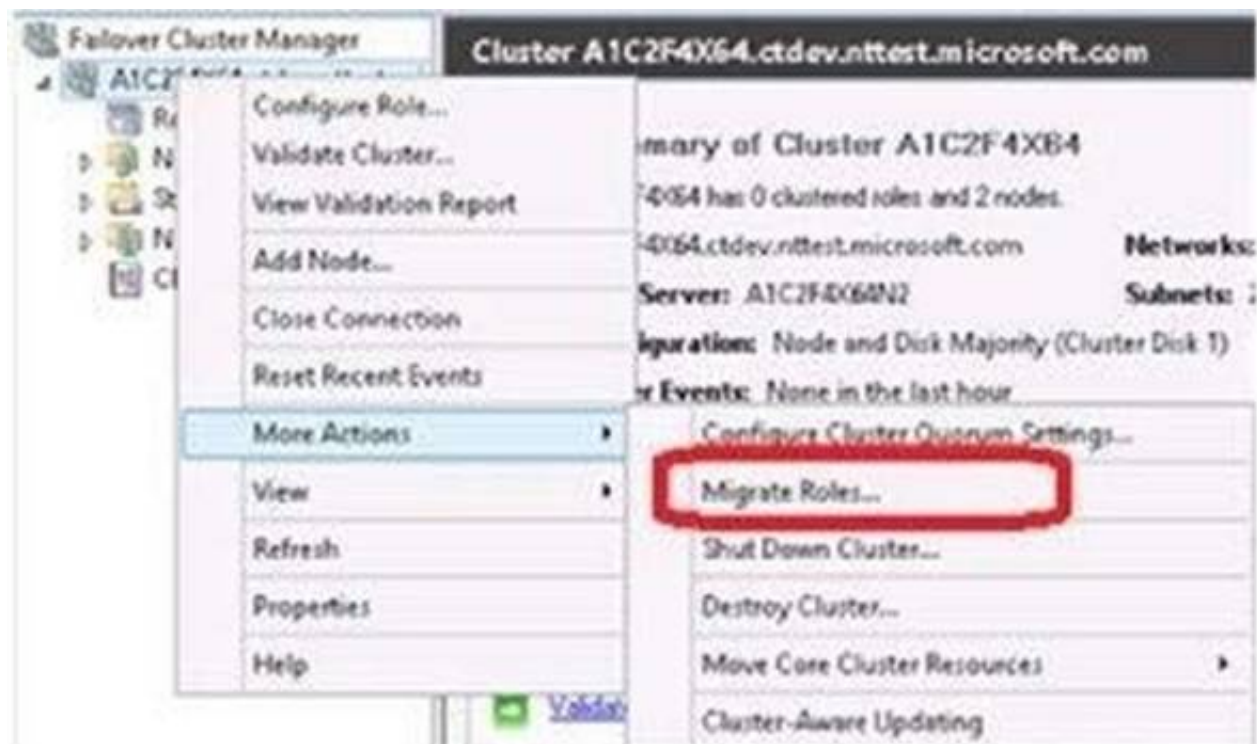 Failover Cluster Manager
Cluster A1C2F4X64.ctdev.nttest.microsoft.com
Configure Role...
Validate Cluster...
View Validation Report
Add Node...
Close Connection
Reset Recent Events
More Actions
View
Refresh
Properties
Help
mary of Cluster A1C2F4X64
F4X64 has 0 clustered roles and 2 nodes.
4X64.ctdev.nttest.microsoft.com Networks:
Server: A1C2F4X64N2 Subnets:
iguration: Node and Disk Majority (Cluster Disk 1)
r Events: None in the last hour
Configure Cluster Quorum Settings...
Migrate Roles...
Shut Down Cluster...
Destroy Cluster...
Move Core Cluster Resources
Cluster-Aware Updating
Validat